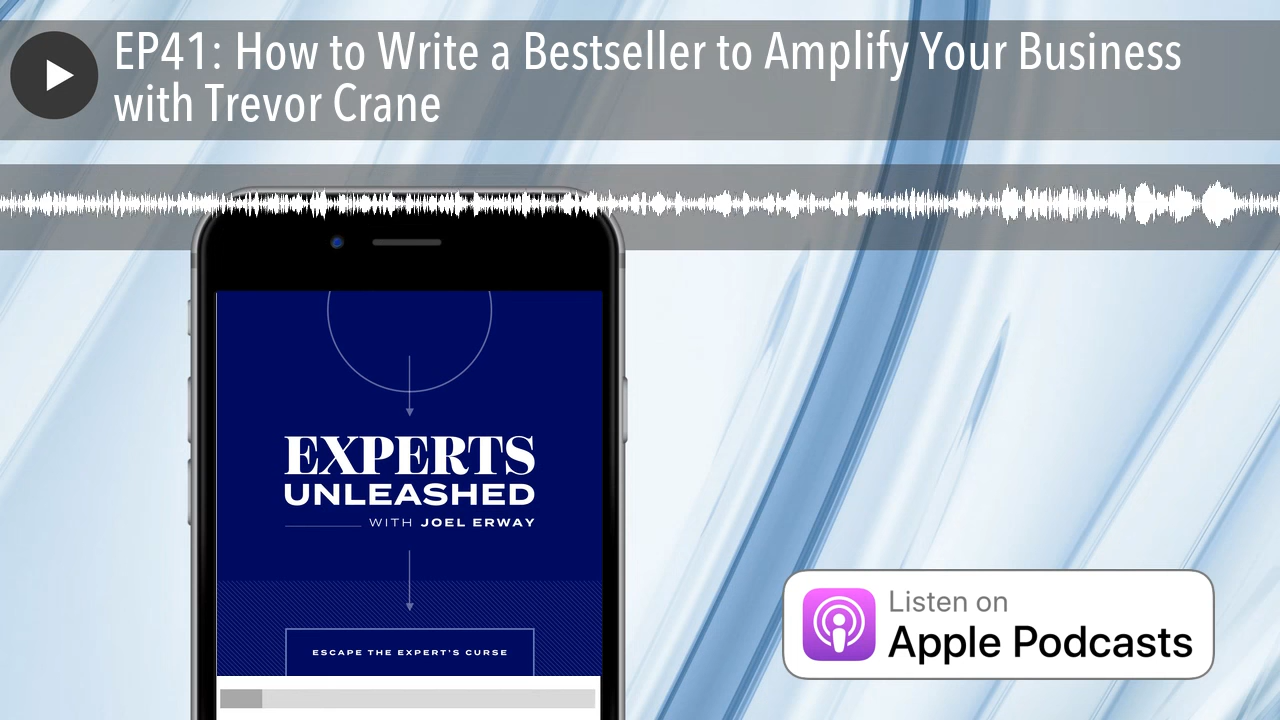 EP41: How to Write a Bestseller to Amplify Your Business
with Trevor Crane
EXPERTS
UNLEASHED
WITH JOEL ERWAY
ESCAPE THE EXPERT'S CURSE
Listen on
Apple Podcasts